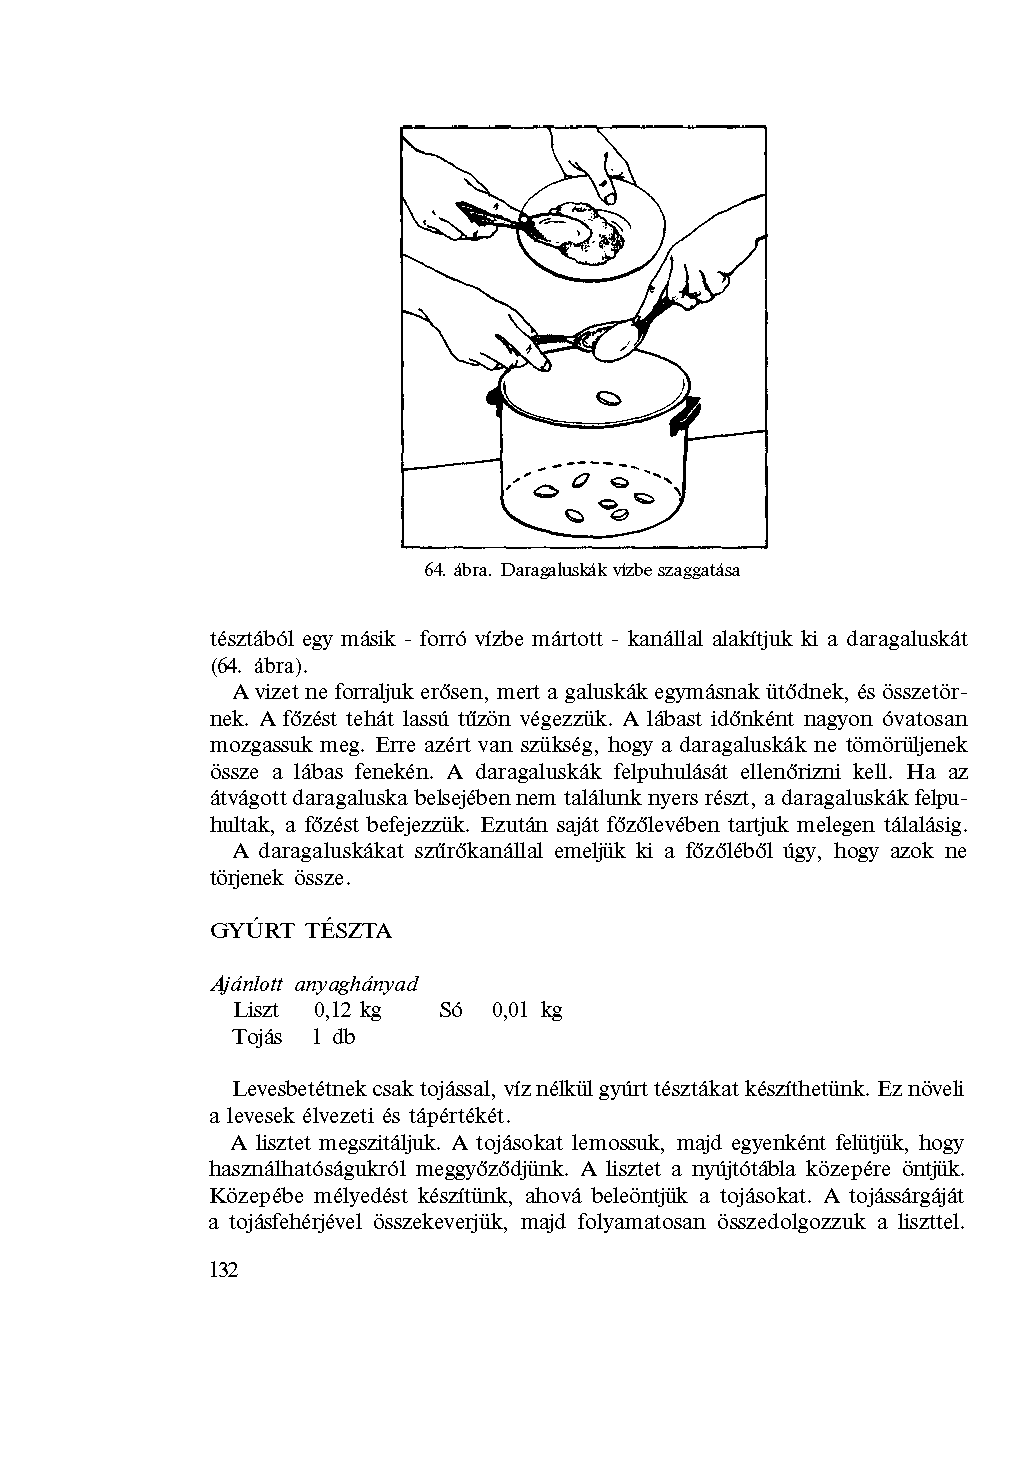 64. ábra. Daragaluskák vízbe szaggatása
tésztából egy másik - forró vízbe mártott - kanállal alakítjuk ki a daragaluskát
(64. ábra).
A vizet ne forraljuk erősen, mert a galuskák egymásnak ütődnek, és összetör-
nek. A főzést tehát lassú tűzön végezzük. A lábast időnként nagyon óvatosan
mozgassuk meg. Erre azért van szükség, hogy a daragaluskák ne tömörüljenek
össze a lábas fenekén. A daragaluskák felpuhulását ellenőrizni kell. Ha az
átvágott daragaluska belsejében nem találunk nyers részt, a daragaluskák felpu-
hultak, a főzést befejezzük. Ezután saját főzőlevében tartjuk melegen tálalásig.
A daragaluskákat szűrőkanállal emeljük ki a főzőléből úgy, hogy azok ne
törjenek össze.
GYÚRT TÉSZTA
Ajánlott anyaghányad
Liszt 0,12 kg Só 0,01 kg
Tojás 1 db
Levesbetétnek csak tojással, víz nélkül gyúrt tésztákat készíthetünk. Ez növeli
a levesek élvezeti és tápértékét.
A lisztet megszitáljuk. A tojásokat lemossuk, majd egyenként felütjük, hogy
használhatóságukról meggyőződjünk. A lisztet a nyújtótábla közepére öntjük.
Közepébe mélyedést készítünk, ahová beleöntjük a tojásokat. A tojássárgáját
a tojásfehérjével összekeverjük, majd folyamatosan összedolgozzuk a liszttel.
132